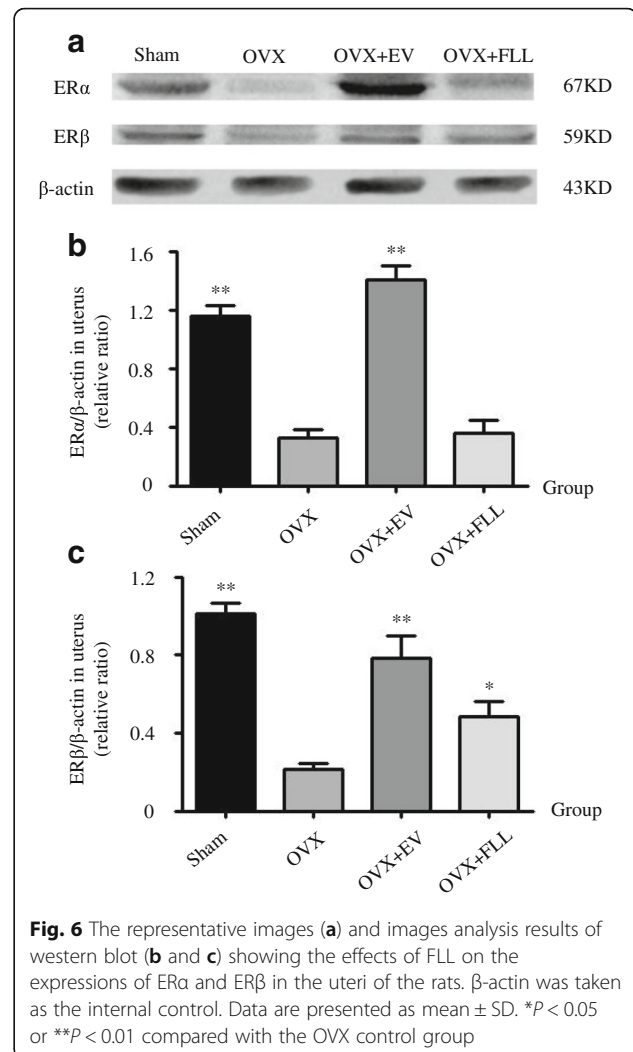 a
Sham OVX OVX+EV OVX+FLL
ERα 67KD
ERβ 59KD
β-actin 43KD
b
ERα/β-actin in uterus
(relative ratio)
1.6
1.2
0.8
0.4
0
** **
Group
Sham OVX OVX+EV OVX+FLL
c
ERβ/β-actin in uterus
(relative ratio)
1.2
0.8
0.4
0
** ** *
Group
Sham OVX OVX+EV OVX+FLL
Fig. 6 The representative images (a) and images analysis results of
western blot (b and c) showing the effects of FLL on the
expressions of ERα and ERβ in the uteri of the rats. β-actin was taken
as the internal control. Data are presented as mean ± SD. *P < 0.05
or **P < 0.01 compared with the OVX control group